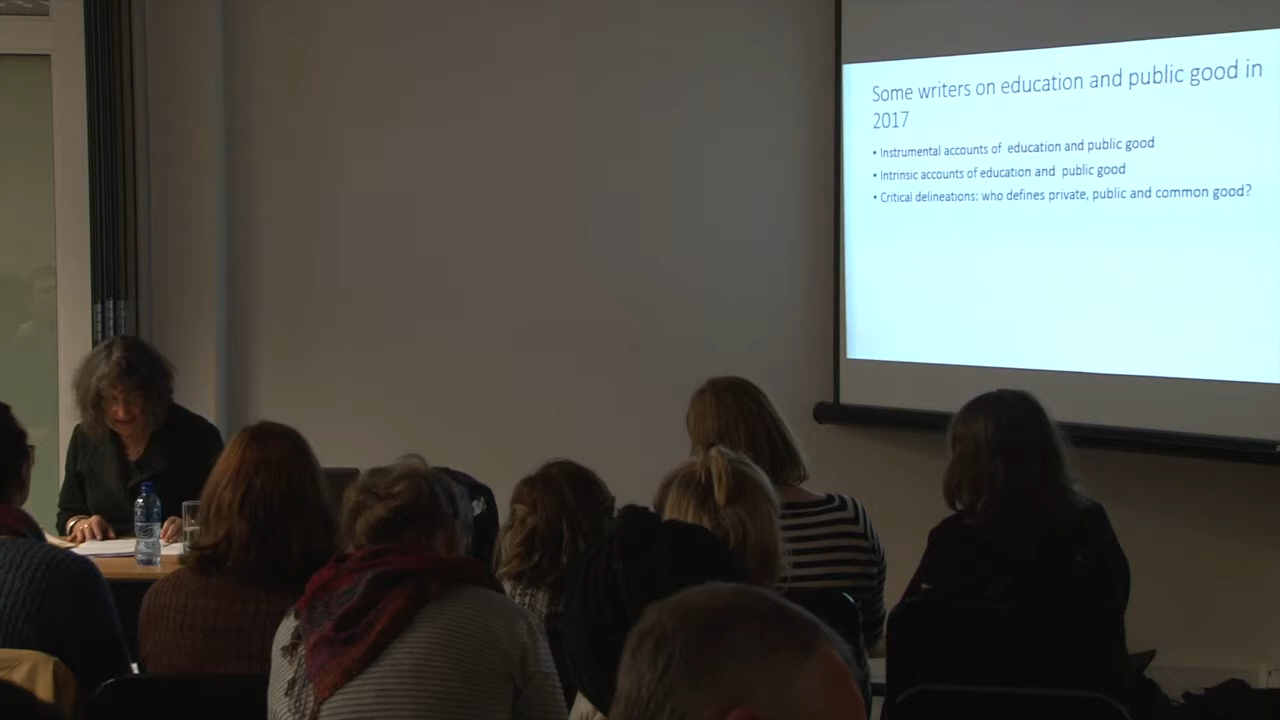 Some writers on education and public good in
2017
• Instrumental accounts of education and public good
• Intrinsic accounts of education and public good
• Critical delineations: who defines private, public and common good?